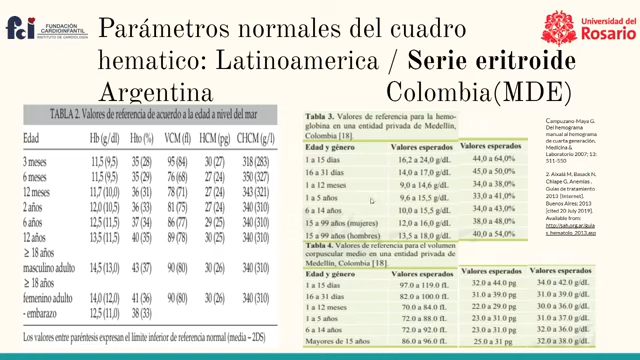 fci
FUNDACIÓN
CARDIOINFANTIL
INSTITUTO DE CARDIOLOGÍA
Parámetros normales del cuadro
hematico: Latinoamerica / Serie eritroide
Argentina Colombia(MDE)
Universidad del
Rosario
TABLA 2. Valores de referencia de acuerdo a la edad a nivel del mar
Edad Hb (g/dl) Hto (%) VCM (fl) HCM (pg) CHCM (g/l)
3 meses 11,5 (9,5) 35 (28) 95 (84) 30 (27) 318 (283)
6 meses 11,5 (9,5) 35 (29) 76 (68) 27 (24) 350 (327)
12 meses 11,7 (10,0) 36 (31) 78 (71) 27 (24) 343 (321)
2 años 12,0 (10,5) 36 (33) 81 (75) 27 (24) 340 (310)
6 años 12,5 (11,5) 37 (34) 86 (77) 29 (25) 340 (310)
12 años 13,5 (11,5) 40 (35) 89 (78) 30 (25) 340 (310)
≥ 18 años
masculino adulto 14,5 (13,0) 43 (37) 90 (80) 30 (26) 340 (310)
≥ 18 años
femenino adulto 14,0 (12,0) 41 (36) 90 (80) 30 (26) 340 (310)
- embarazo 12,5 (11,0) 38 (33)
Los valores entre paréntesis expresan el límite inferior de referencia normal (media – 2DS)
Tabla 3. Valores de referencia para la hemo-
globina en una entidad privada de Medellín,
Colombia [18].
Edad y género Valores esperados Valores esperados
1 a 15 días 16,2 a 24,0 g/dL 44,0 a 64,0%
16 a 31 días 14,0 a 17,0 g/dL 45,0 a 50,0%
1 a 12 meses 9,0 a 14,6 g/dL 34,0 a 38,0%
1 a 5 años 9,6 a 15,5 g/dL 33,0 a 41,0%
6 a 14 años 10,0 a 15,5 g/dL 34,0 a 43,0%
15 a 99 años (mujeres) 12,0 a 16,0 g/dL 38,0 a 48,0%
15 a 99 años (hombres) 13,5 a 18,0 g/dL 40,0 a 54,0%
Tabla 4. Valores de referencia para el volumen
corpuscular medio en una entidad privada de
Medellín, Colombia [18].
Edad y género Valores esperados Valores esperados Valores esperados
1 a 15 días 97.0 a 119.0 fL 32.0 a 44.0 pg 34.0 a 42.0 g/dL
16 a 31 días 82.0 a 100.0 fL 31.0 a 39.0 pg 31.0 a 39.0 g/dL
1 a 12 meses 70.0 a 84.0 fL 25.0 a 29.0 pg 31.0 a 36.0 g/dL
1 a 5 años 72.0 a 88.0 fL 23.0 a 31.0 pg 31.0 a 37.0 g/dL
6 a 14 años 72.0 a 92.0 fL 23.0 a 31.0 pg 32.0 a 36.0 g/dL
Mayores de 15 años 86.0 a 96.0 fL 25.0 a 31 pg 32.0 a 38.0 g/dL
Campuzano-Maya G.
Del hemograma
manual al hemograma
de cuarta generación,
Medicina &
Laboratorio 2007; 13:
511-550
2. Aixalá M, Basack N,
Chiape G, Anemias .
Guías de tratamiento
2013 [Internet].
Buenos Aires; 2013
[cited 20 July 2019].
Available from: